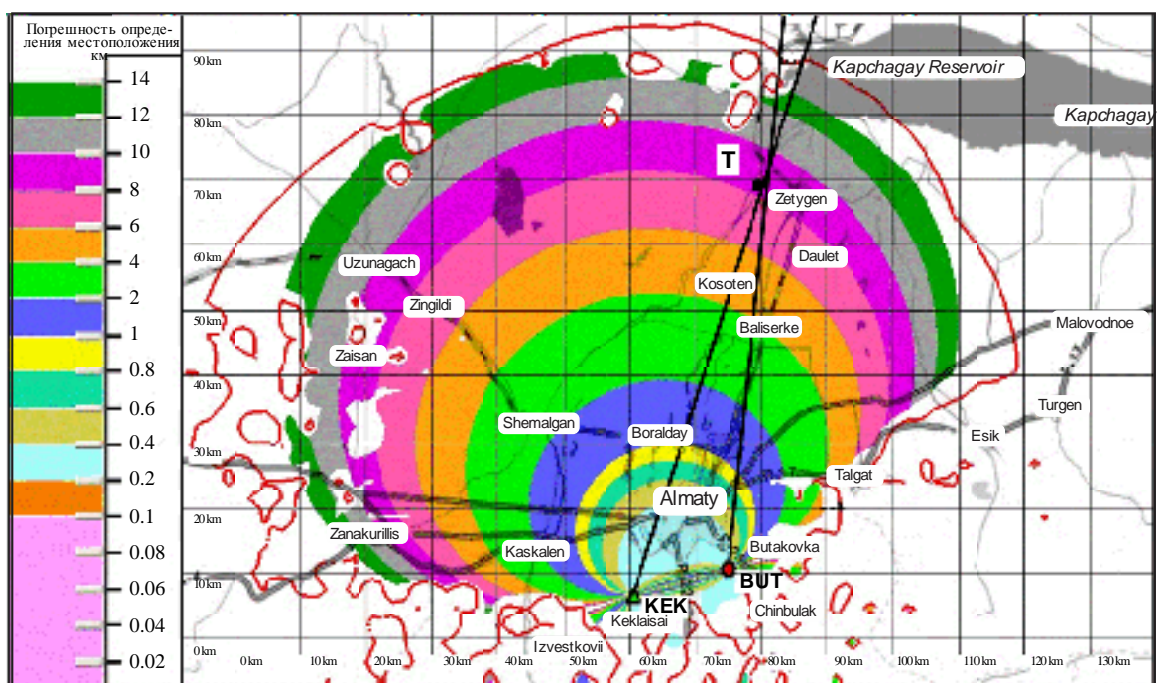 Погрешность опреде-
ления местоположения
км
14
12
10
8
6
4
2
1
0.8
0.6
0.4
0.2
0.1
0.08
0.06
0.04
0.02
90km
80km
70km
60km
50km
40km
30km
20km
10km
0km
0km
10km
20km
30km
40km
50km
60km
70km
80km
90km
100km
110km
120km
130km
Kapchagay Reservoir
Kapchagay
T
Zetygen
Uzunagach
Daulet
Kosoten
Zingildi
Baliserke
Malovodnoe
Zaisan
Turgen
Shemalgan
Boralday
Esik
Talgat
Almaty
Zanakurillis
Kaskalen
Butakovka
BUT
KEK
Chinbulak
Keklaisai
Izvestkovii